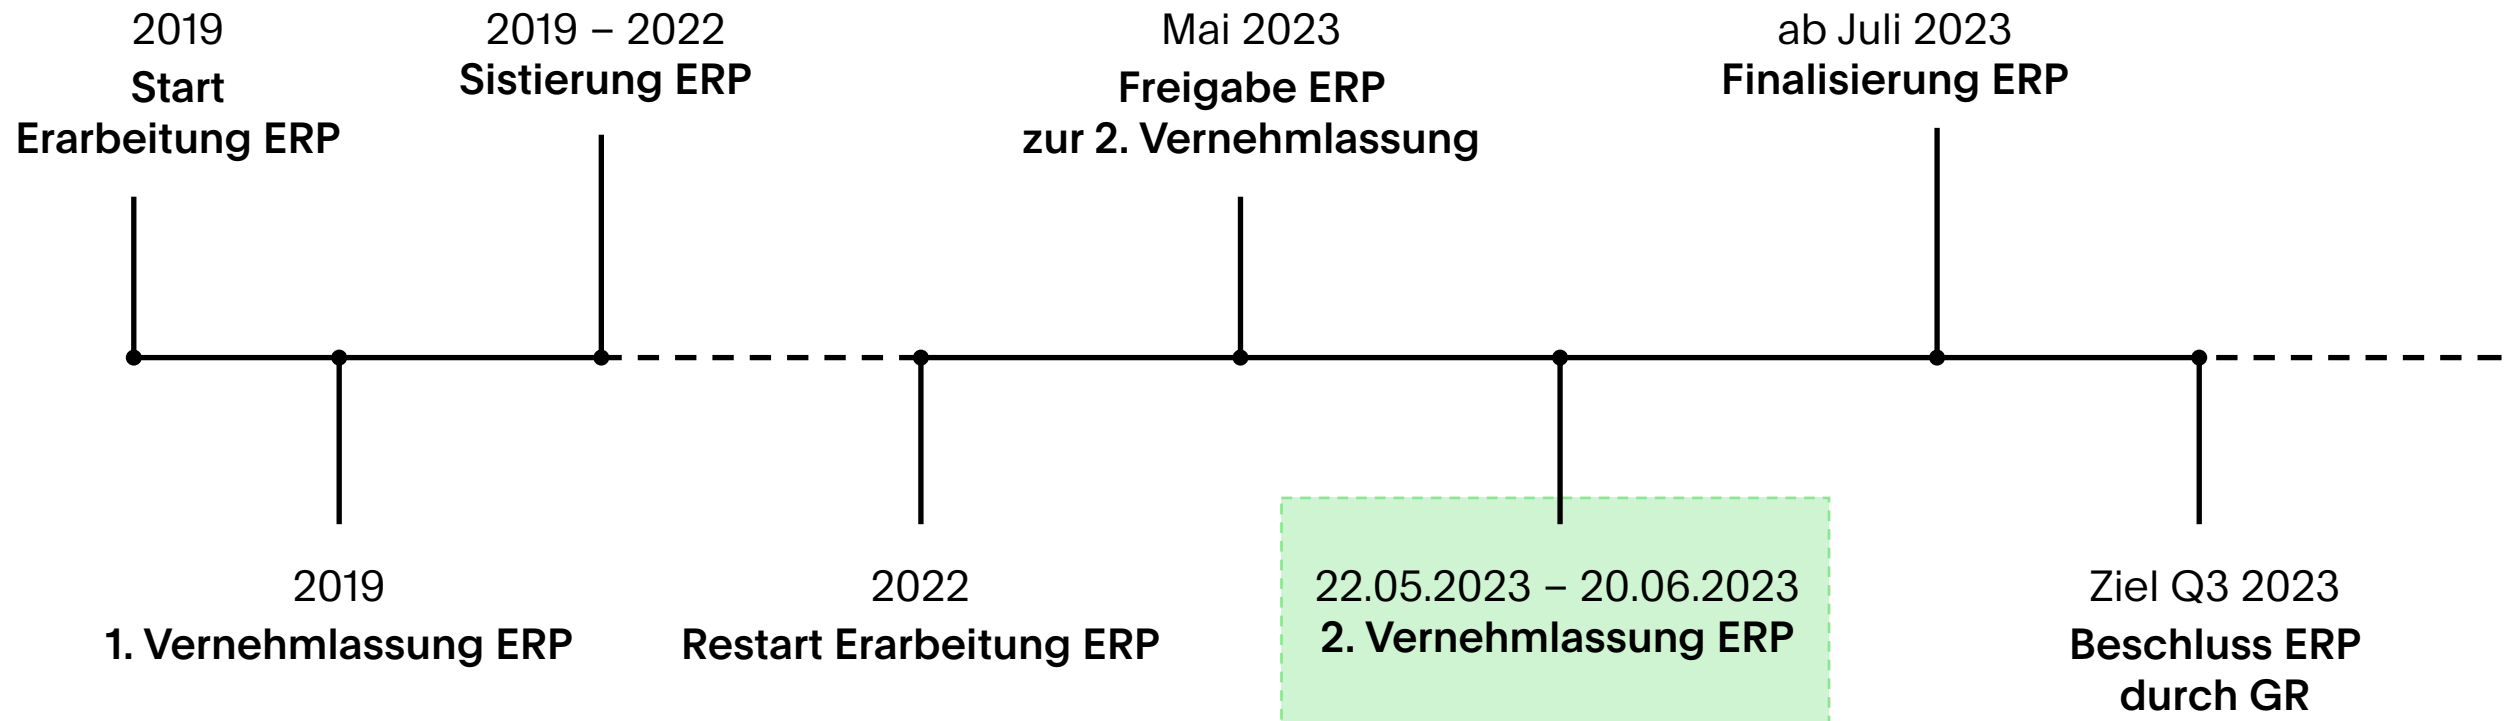 2019
Start
Erarbeitung ERP
2019 – 2022
Sistierung ERP
Mai 2023
Freigabe ERP
zur 2. Vernehmlassung
ab Juli 2023
Finalisierung ERP
2019
1. Vernehmlassung ERP
2022
Restart Erarbeitung ERP
22.05.2023 – 20.06.2023
2. Vernehmlassung ERP
Ziel Q3 2023
Beschluss ERP
durch GR